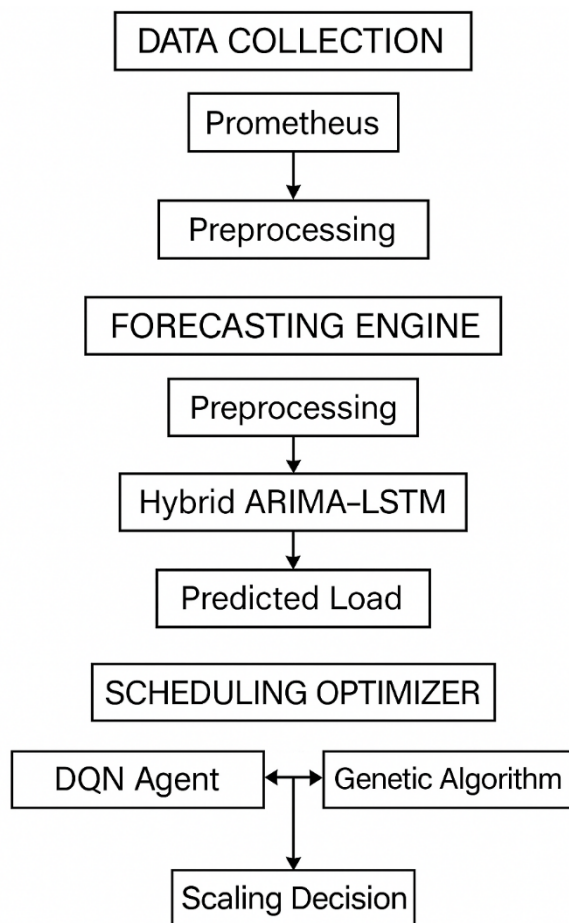 DATA COLLECTION
Prometheus
Preprocessing
FORECASTING ENGINE
Preprocessing
Hybrid ARIMA–LSTM
Predicted Load
SCHEDULING OPTIMIZER
DQN Agent
Genetic Algorithm
Scaling Decision